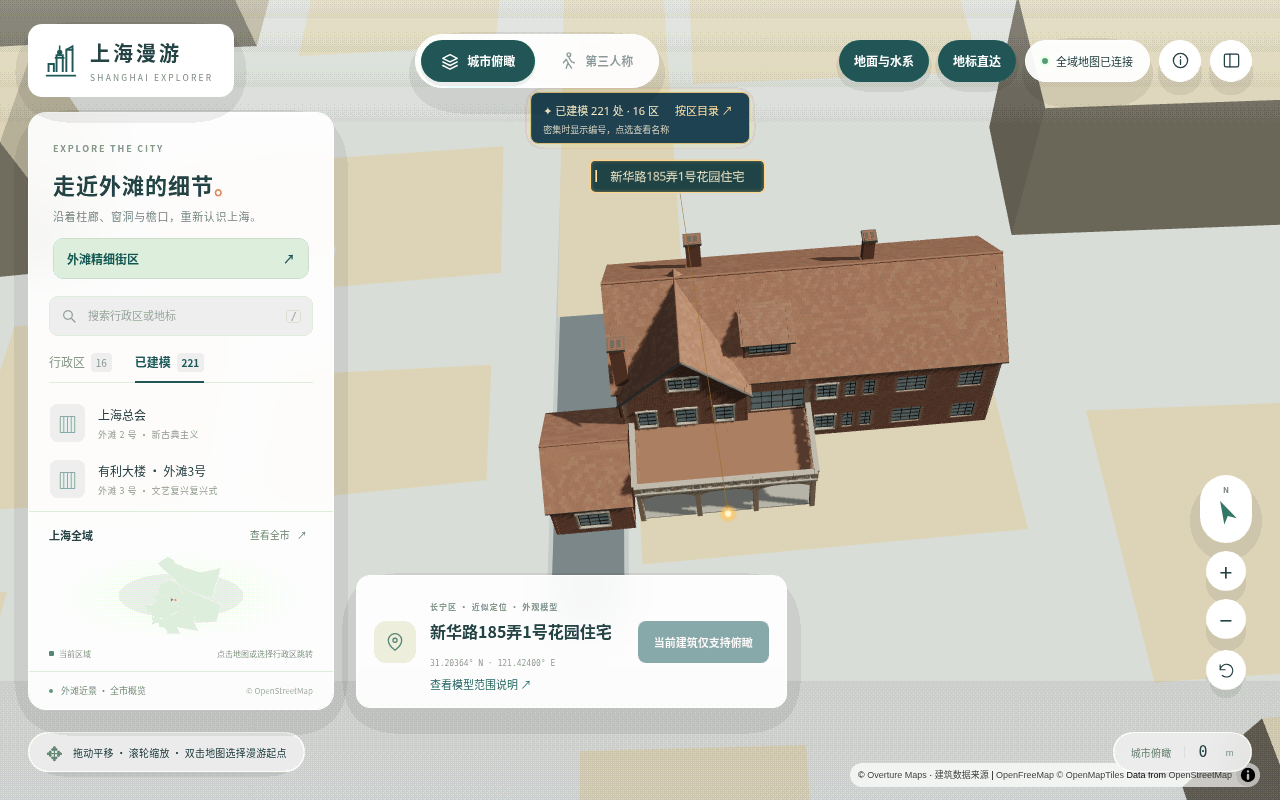 上海漫游
SHANGHAI EXPLORER
城市俯瞰
第三人称
地面与水系
地标直达
全域地图已连接
✦ 已建模 221 处 · 16 区 按区目录 ↗
密集时显示编号，点选查看名称
新华路185弄1号花园住宅
EXPLORE THE CITY
走近外滩的细节。
沿着柱廊、窗洞与檐口，重新认识上海。
外滩精细街区 ↗
搜索行政区或地标 /
行政区 16 已建模 221
上海总会
外滩 2 号 · 新古典主义
有利大楼 · 外滩3号
外滩 3 号 · 文艺复兴复兴式
上海全域 查看全市 ↗
当前区域 点击地图或选择行政区跳转
外滩近景 · 全市概览 © OpenStreetMap
拖动平移 · 滚轮缩放 · 双击地图选择漫游起点
长宁区 · 近似定位 · 外观模型
新华路185弄1号花园住宅
31.20364° N · 121.42400° E
查看模型范围说明 ↗
当前建筑仅支持俯瞰
N
+
−
城市俯瞰 0 m
© Overture Maps · 建筑数据来源 | OpenFreeMap © OpenMapTiles Data from OpenStreetMap